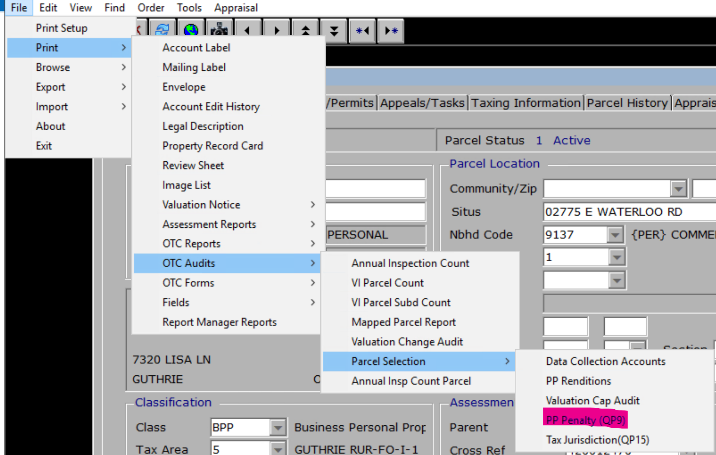 File Edit View Find Order Tools Appraisal
Print Setup
Print
Browse
Export
Import
About
Exit
Account Label
Mailing Label
Envelope
Account Edit History
Legal Description
Property Record Card
Review Sheet
Image List
Valuation Notice
Assessment Reports
OTC Reports
OTC Audits
OTC Forms
Fields
Report Manager Reports
Annual Inspection Count
VI Parcel Count
VI Parcel Subd Count
Mapped Parcel Report
Valuation Change Audit
Parcel Selection
Annual Insp Count Parcel
Data Collection Accounts
PP Renditions
Valuation Cap Audit
PP Penalty (QP9)
Tax Jurisdiction(QP15)
/Permits Appeals/Tasks Taxing Information Parcel History Apprais
Parcel Status 1 Active
Parcel Location
Community/Zip
Situs 02775 E WATERLOO RD
PERSONAL
Nbhd Code 9137 {PER} COMME
1
7320 LISA LN
GUTHRIE O
Classification
Class BPP Business Personal Prop
Tax Area 5 GUTHRIE RUR-FO-I-1
Assessmen
Parent
Cross Ref